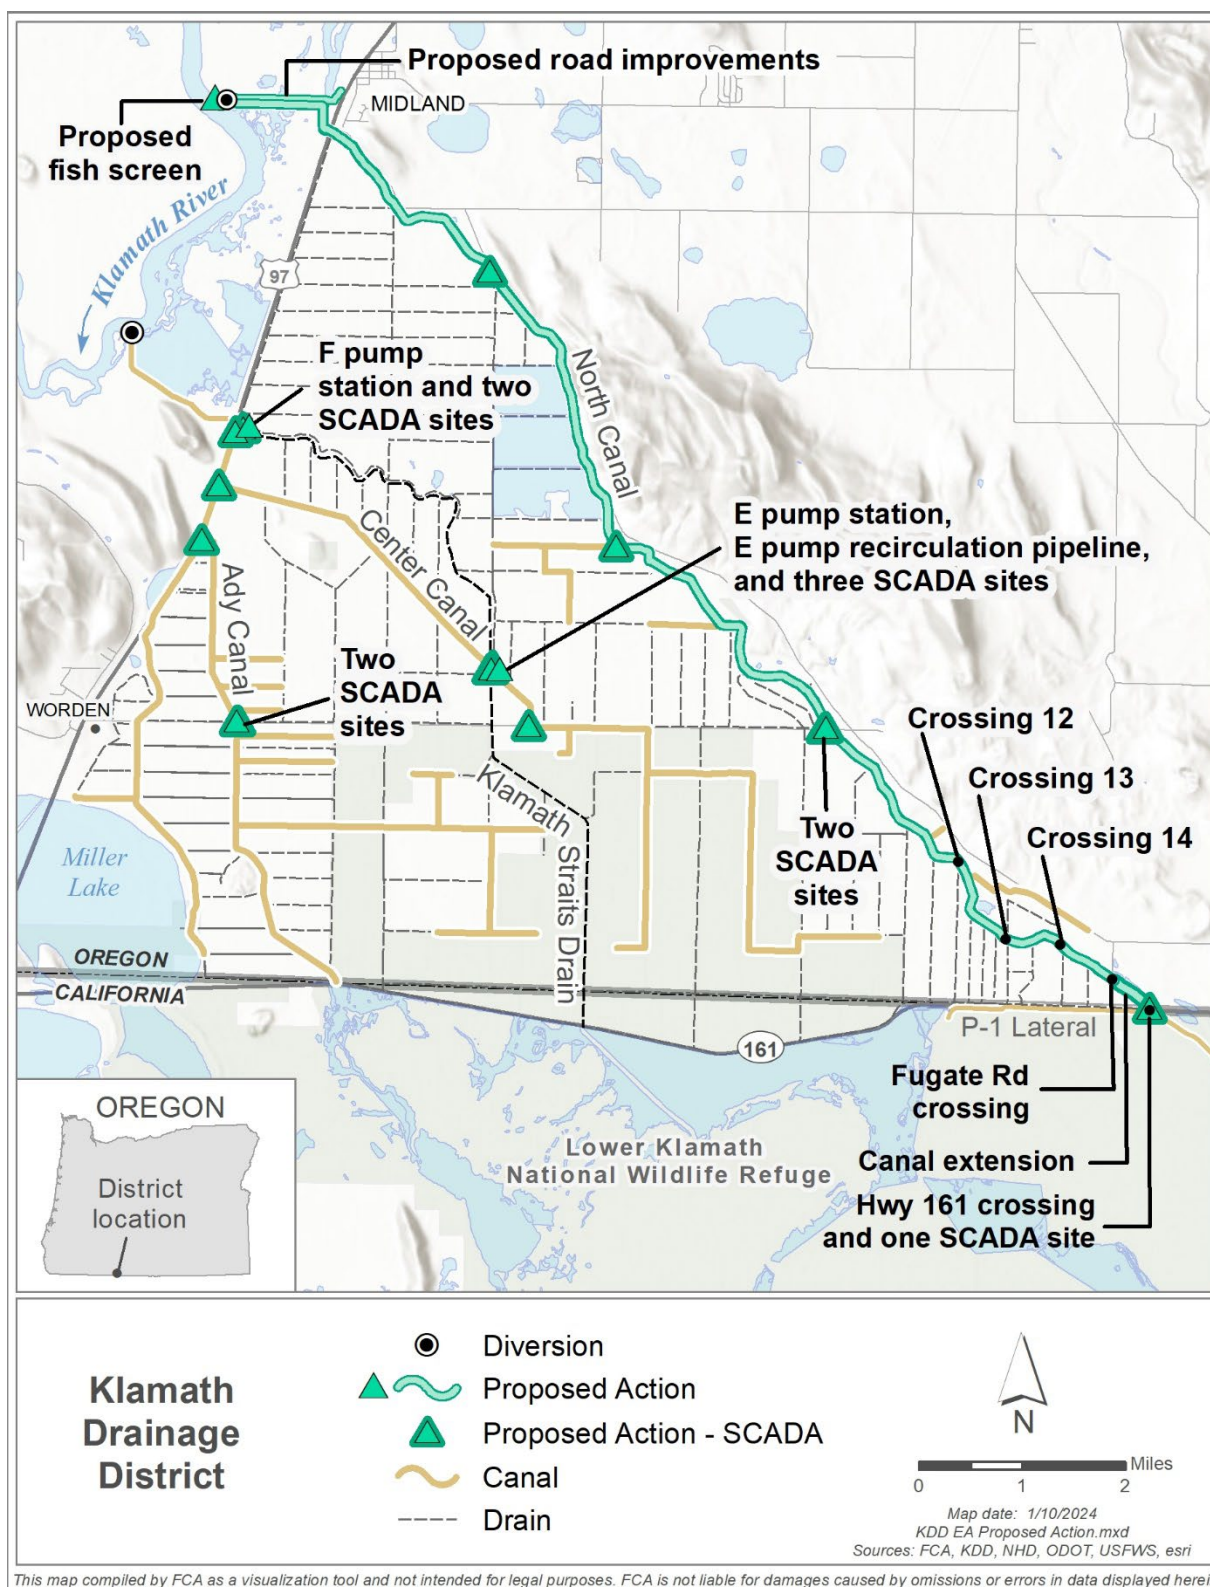 Proposed road improvements
MIDLAND
Proposed
fish screen
Klamath River
97
F pump
station and two
SCADA sites
North Canal
E pump station,
E pump recirculation pipeline,
and three SCADA sites
Center Canal
Ady Canal
Two
SCADA
sites
WORDEN
Crossing 12
Crossing 13
Crossing 14
Klamath Straits Drain
Two
SCADA
sites
Miller
Lake
OREGON
CALIFORNIA
P-1 Lateral
161
Fugate Rd
crossing
Canal extension
Hwy 161 crossing
and one SCADA site
Lower Klamath
National Wildlife Refuge
OREGON
District
location
Klamath
Drainage
District
Diversion
Proposed Action
Proposed Action - SCADA
Canal
Drain
N
Miles
0 1 2
Map date: 1/10/2024
KDD EA Proposed Action.mxd
Sources: FCA, KDD, NHD, ODOT, USFWS, esri
This map compiled by FCA as a visualization tool and not intended for legal purposes. FCA is not liable for damages caused by omissions or errors in data displayed herei